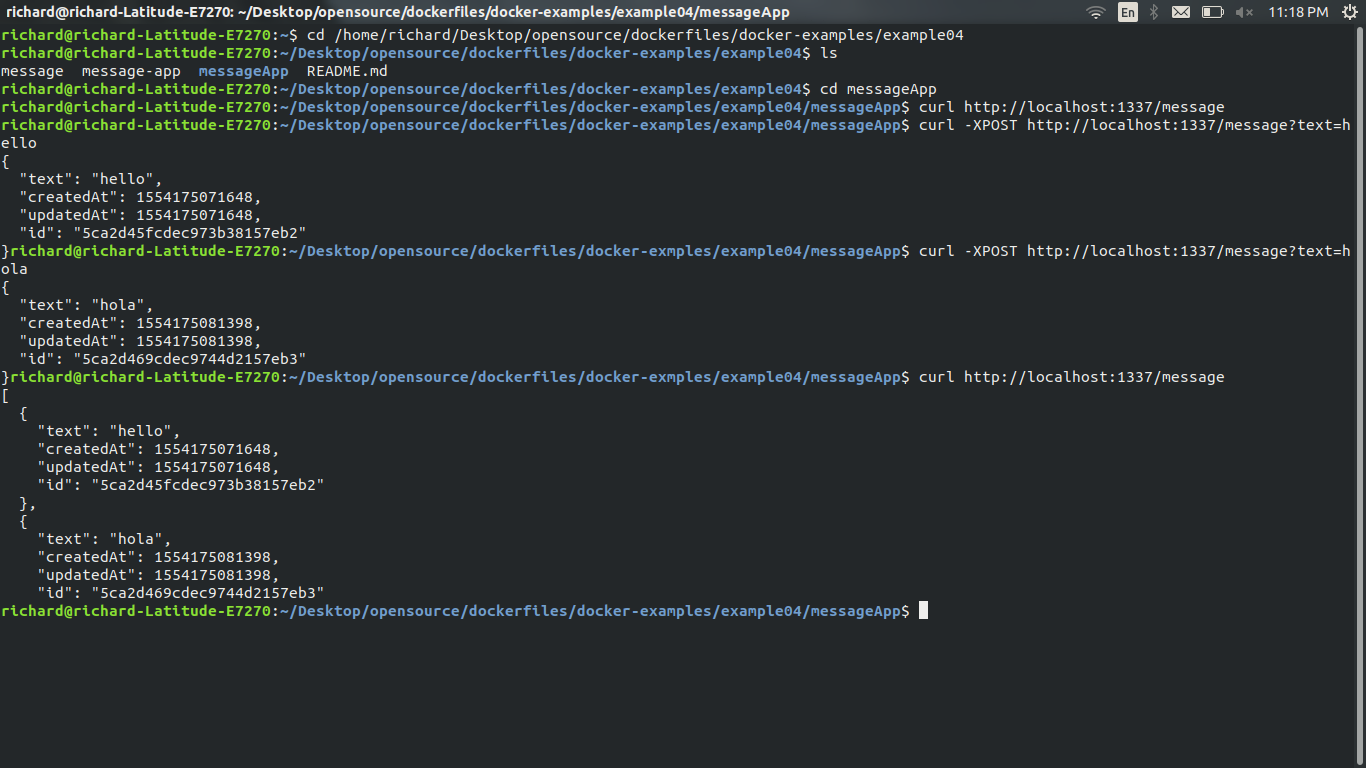 richard@richard-Latitude-E7270: ~/Desktop/opensource/dockerfiles/docker-examples/example04/messageApp En 11:18 PM
richard@richard-Latitude-E7270:~$ cd /home/richard/Desktop/opensource/dockerfiles/docker-examples/example04
richard@richard-Latitude-E7270:~/Desktop/opensource/dockerfiles/docker-exmples/example04$ ls
message  message-app  messageApp  README.md
richard@richard-Latitude-E7270:~/Desktop/opensource/dockerfiles/docker-exmples/example04$ cd messageApp
richard@richard-Latitude-E7270:~/Desktop/opensource/dockerfiles/docker-exmples/example04/messageApp$ curl http://localhost:1337/message
richard@richard-Latitude-E7270:~/Desktop/opensource/dockerfiles/docker-exmples/example04/messageApp$ curl -XPOST http://localhost:1337/message?text=h
ello
{
  "text": "hello",
  "createdAt": 1554175071648,
  "updatedAt": 1554175071648,
  "id": "5ca2d45fcdec973b38157eb2"
}richard@richard-Latitude-E7270:~/Desktop/opensource/dockerfiles/docker-exmples/example04/messageApp$ curl -XPOST http://localhost:1337/message?text=h
ola
{
  "text": "hola",
  "createdAt": 1554175081398,
  "updatedAt": 1554175081398,
  "id": "5ca2d469cdec9744d2157eb3"
}richard@richard-Latitude-E7270:~/Desktop/opensource/dockerfiles/docker-exmples/example04/messageApp$ curl http://localhost:1337/message
[
  {
    "text": "hello",
    "createdAt": 1554175071648,
    "updatedAt": 1554175071648,
    "id": "5ca2d45fcdec973b38157eb2"
  },
  {
    "text": "hola",
    "createdAt": 1554175081398,
    "updatedAt": 1554175081398,
    "id": "5ca2d469cdec9744d2157eb3"
richard@richard-Latitude-E7270:~/Desktop/opensource/dockerfiles/docker-exmples/example04/messageApp$